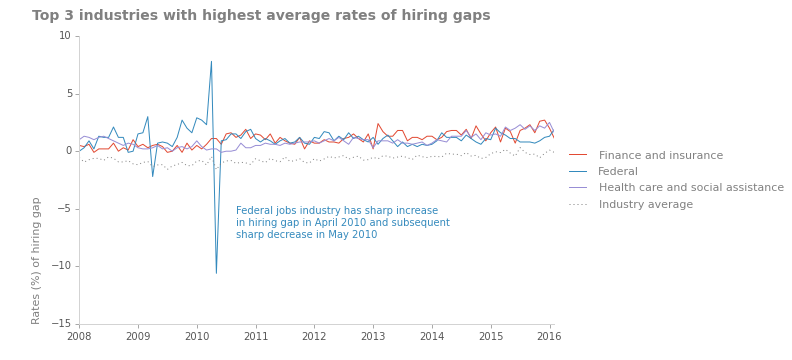 Top 3 industries with highest average rates of hiring gaps
10
5
0
−5
−10
−15
Rates (%) of hiring gap
Federal jobs industry has sharp increase
in hiring gap in April 2010 and subsequent
sharp decrease in May 2010
2008
2009
2010
2011
2012
2013
2014
2015
2016
Finance and insurance
Federal
Health care and social assistance
Industry average